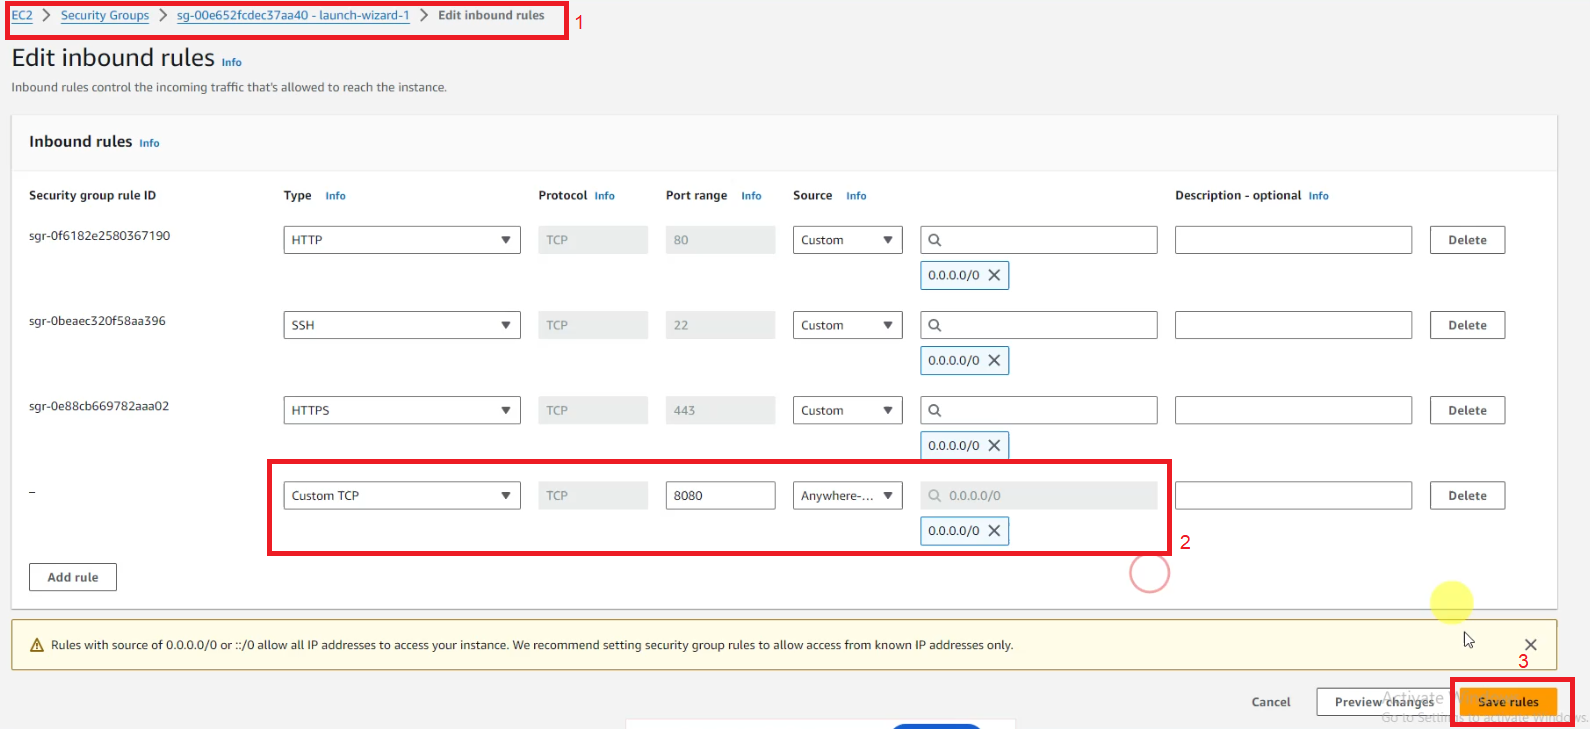 EC2 > Security Groups > sg-00e652fcdec37aa40 - launch-wizard-1 > Edit inbound rules
1
Edit inbound rules Info
Inbound rules control the incoming traffic that's allowed to reach the instance.
Inbound rules Info
Security group rule ID Type Info Protocol Info Port range Info Source Info Description - optional Info
sgr-0f6182e2580367190 HTTP TCP 80 Custom Delete
0.0.0.0/0
sgr-0beaec320f58aa396 SSH TCP 22 Custom Delete
0.0.0.0/0
sgr-0e88cb669782aaa02 HTTPS TCP 443 Custom Delete
0.0.0.0/0
– Custom TCP TCP 8080 Anywhere-... 0.0.0.0/0 Delete
0.0.0.0/0
2
Add rule
Rules with source of 0.0.0.0/0 or ::/0 allow all IP addresses to access your instance. We recommend setting security group rules to allow access from known IP addresses only.
3
Cancel Preview changes Save rules
Activate Windows
Go to Settings to activate Windows.